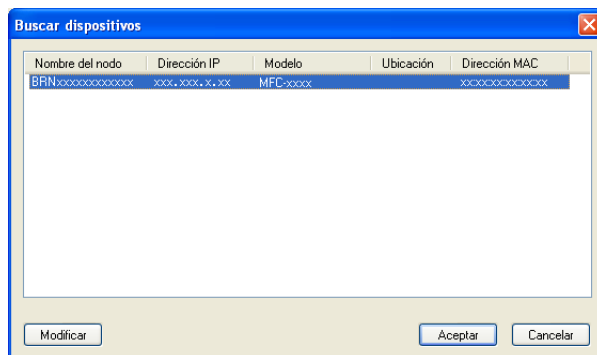 Buscar dispositivos
Nombre del nodo Dirección IP Modelo Ubicación Dirección MAC
BRNxxxxxxxxxxxx xxx.xxx.x.xx MFC-xxxx xxxxxxxxxxxxx
Modificar Aceptar Cancelar